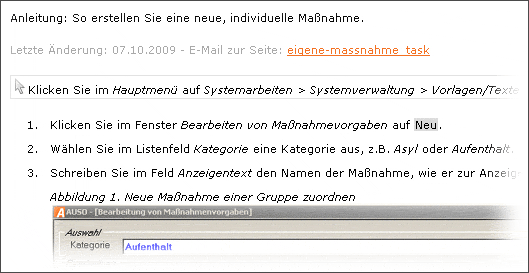 Anleitung: So erstellen Sie eine neue, individuelle Maßnahme.
Letzte Änderung: 07.10.2009 - E-Mail zur Seite: eigene-massnahme_task
Klicken Sie im Hauptmenü auf Systemarbeiten > Systemverwaltung > Vorlagen/Texte
1. Klicken Sie im Fenster Bearbeiten von Maßnahmevorgaben auf Neu.
2. Wählen Sie im Listenfeld Kategorie eine Kategorie aus, z.B. Asyl oder Aufenthalt.
3. Schreiben Sie im Feld Anzeigentext den Namen der Maßnahme, wie er zur Anzeige
Abbildung 1. Neue Maßnahme einer Gruppe zuordnen
AUSO - [Bearbeitung von Maßnahmenvorgaben]
Auswahl
Kategorie Aufenthalt